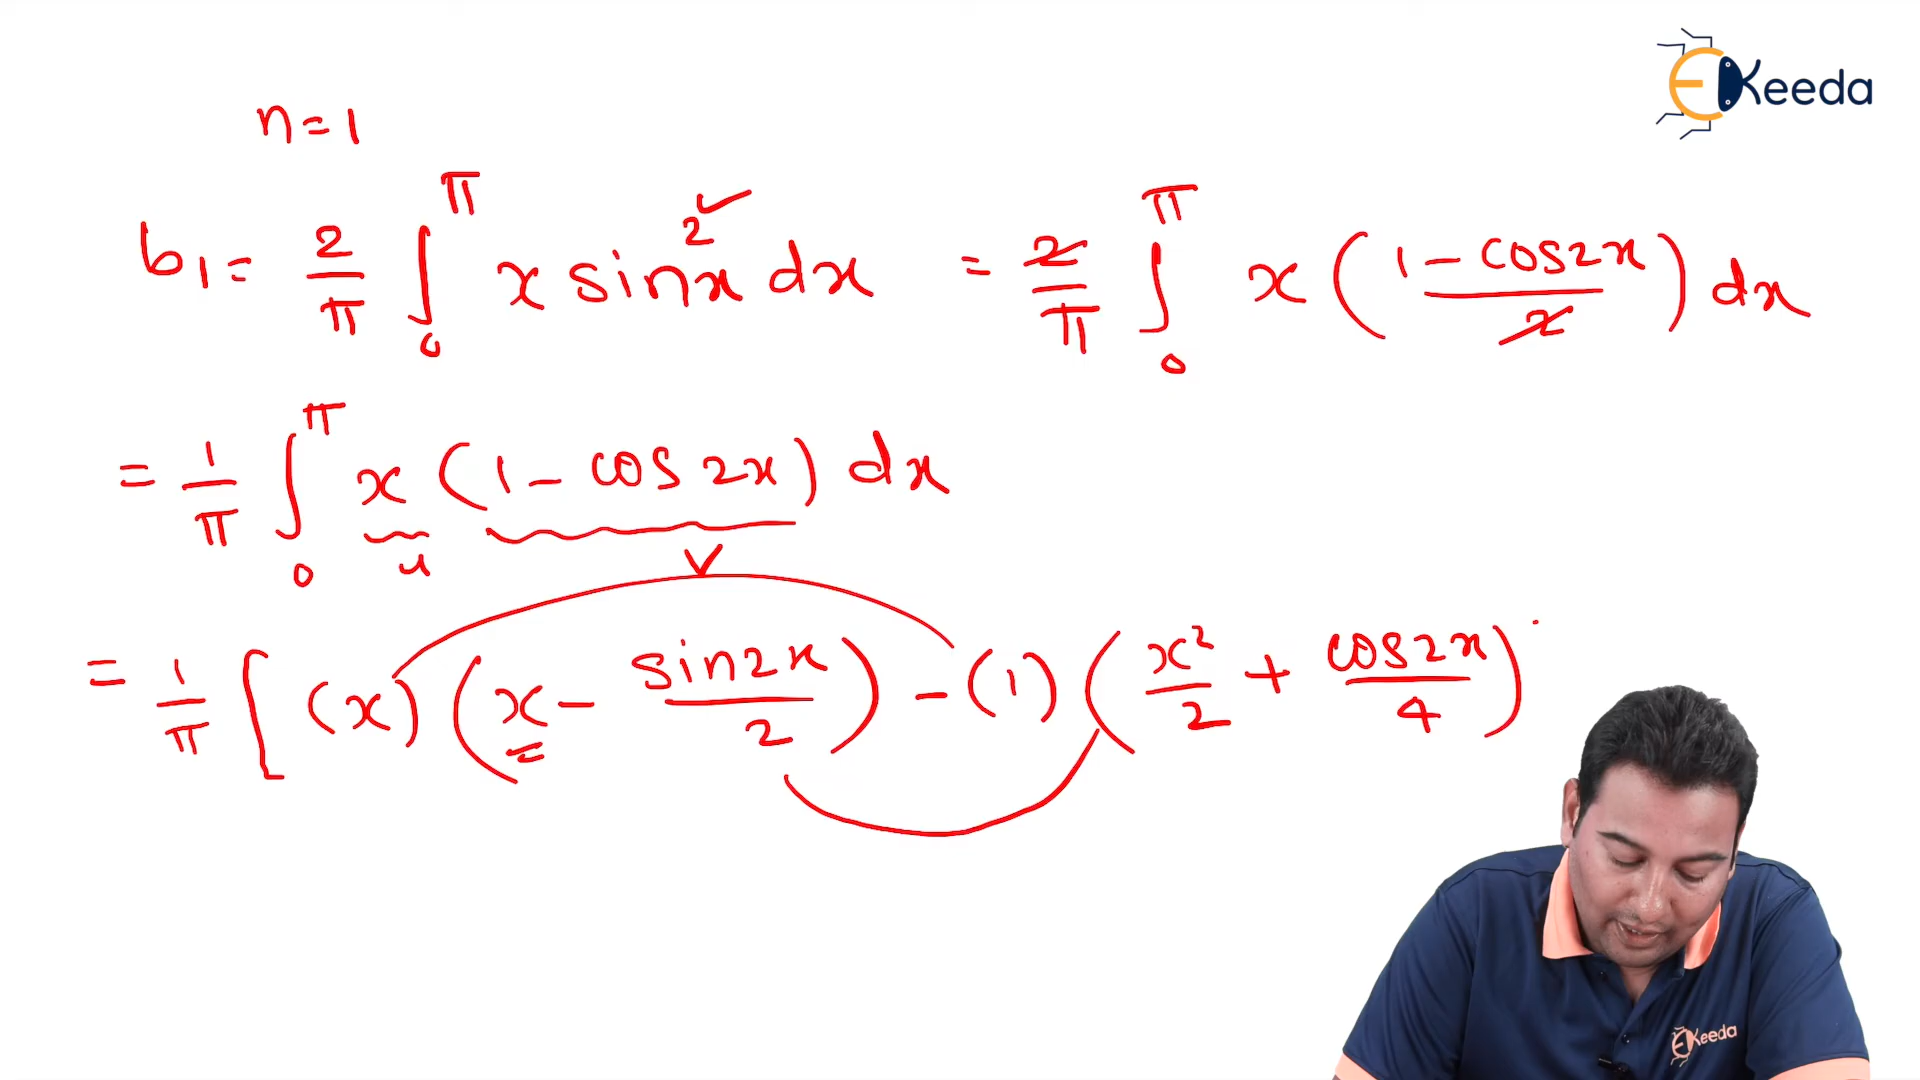 EKeeda
n=1
b₁ = 2/π ∫₀^π x sin²x dx = 2/π ∫₀^π x ( (1 - cos2x)/2 ) dx
= 1/π ∫₀^π x (1 - cos 2x) dx
u v
= 1/π [ (x) ( x - sin2x/2 ) - (1) ( x²/2 + cos2x/4 )
EKeeda